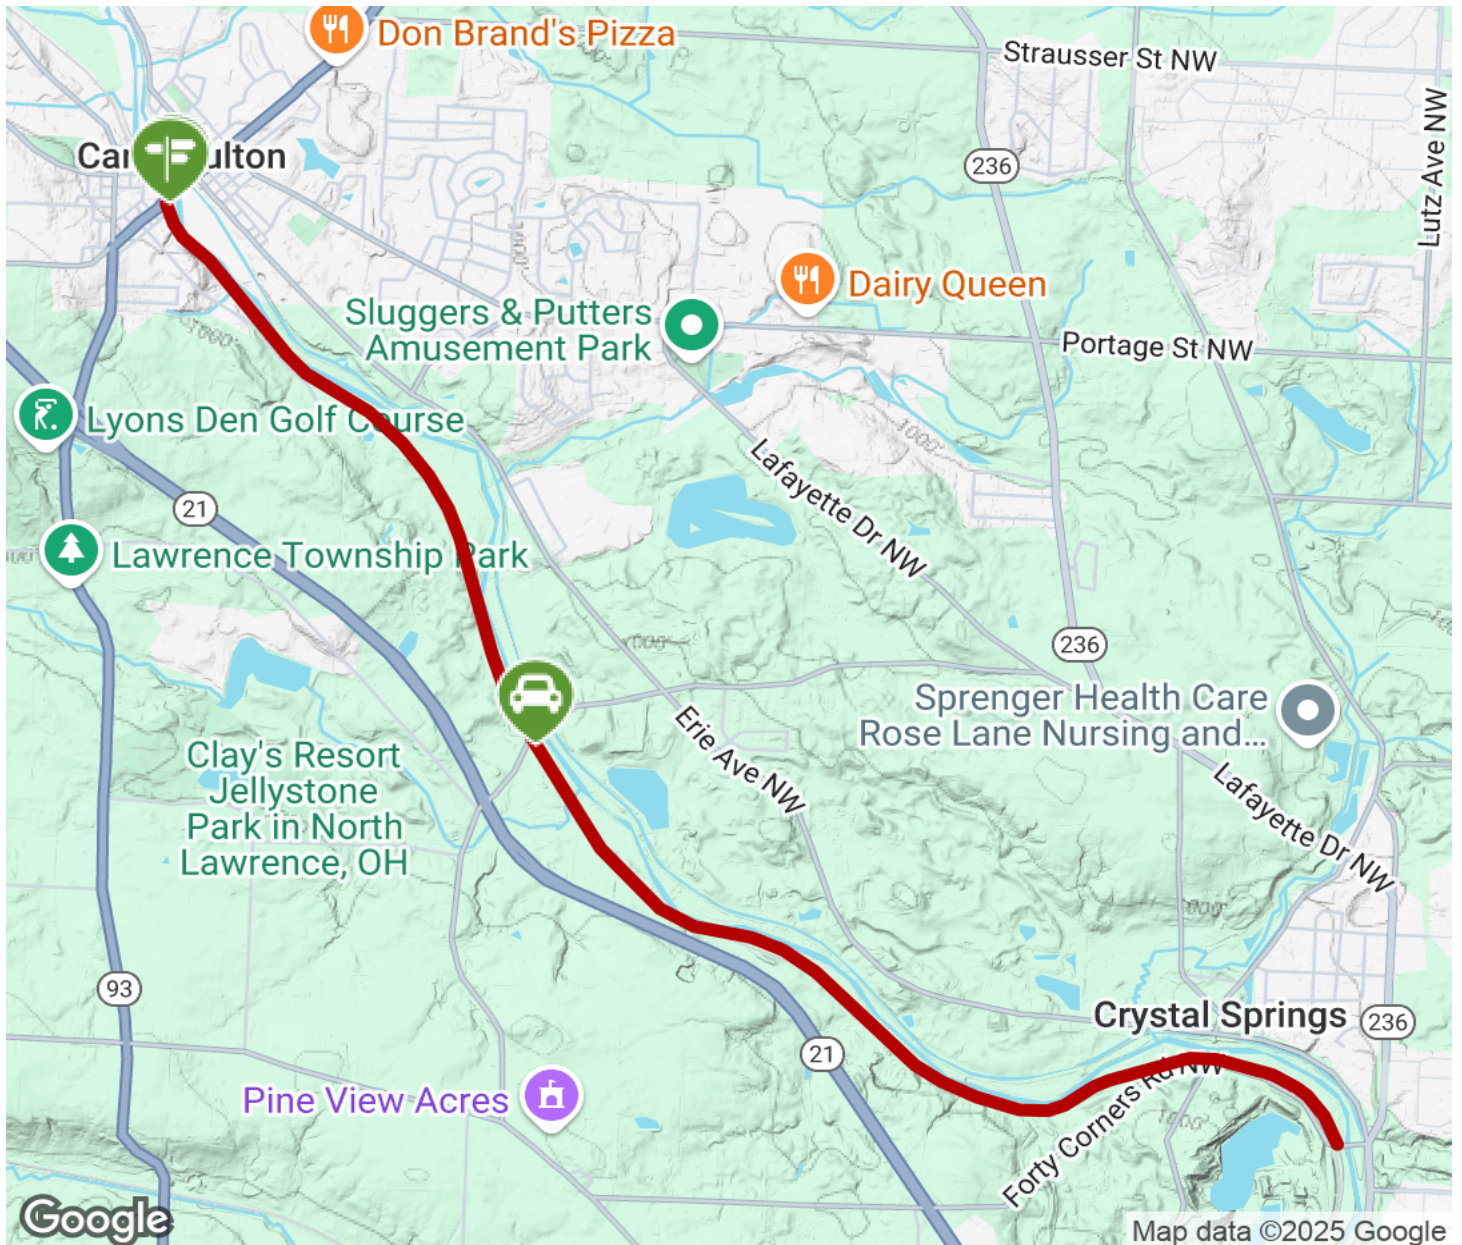 Don Brand's Pizza
Strausser St NW
Lutz Ave NW
236
ulton
Dairy Queen
Sluggers & Putters
Amusement Park
Portage St NW
Lyons Den Golf Course
1000'
Lafayette Dr NW
21
Lawrence Township Park
236
Sprenger Health Care
Rose Lane Nursing and...
Erie Ave NW
Clay's Resort
Jellystone
Park in North
Lawrence, OH
Lafayette Dr NW
93
Crystal Springs
236
21
Pine View Acres
Forty Corners Rd NW
Google
Map data ©2025 Google